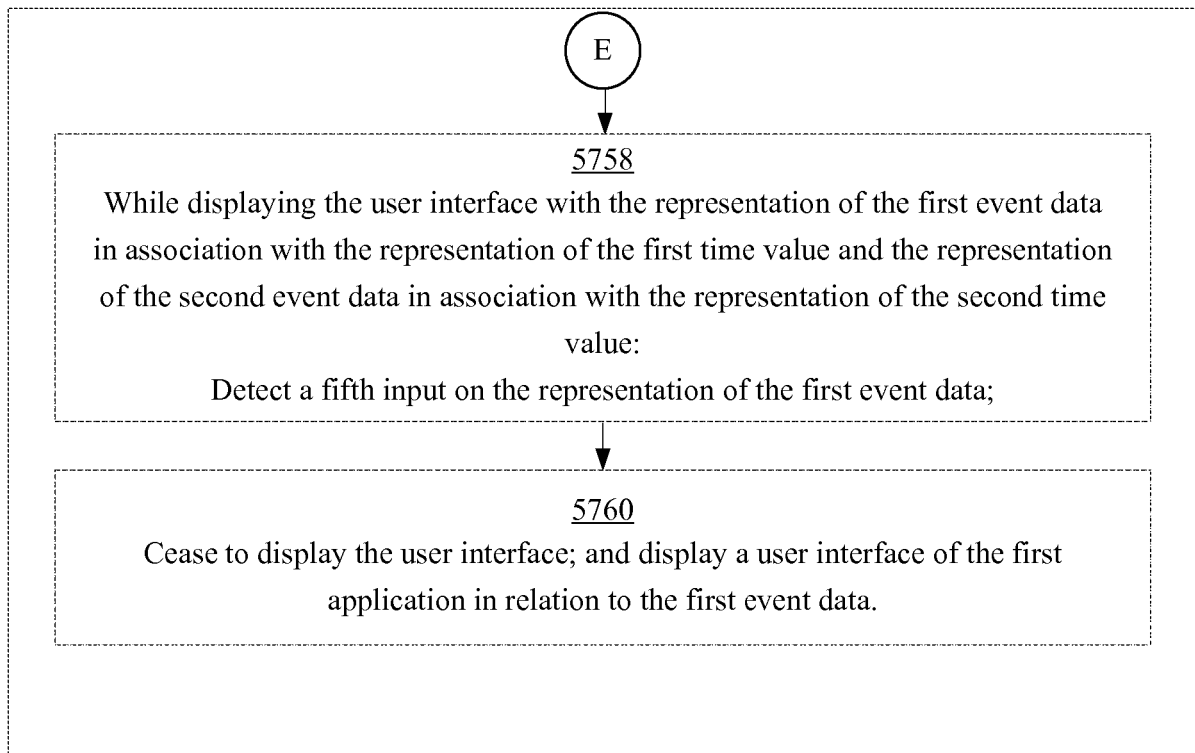 E
5758
While displaying the user interface with the representation of the first event data
in association with the representation of the first time value and the representation
of the second event data in association with the representation of the second time
value:
Detect a fifth input on the representation of the first event data;
5760
Cease to display the user interface; and display a user interface of the first
application in relation to the first event data.